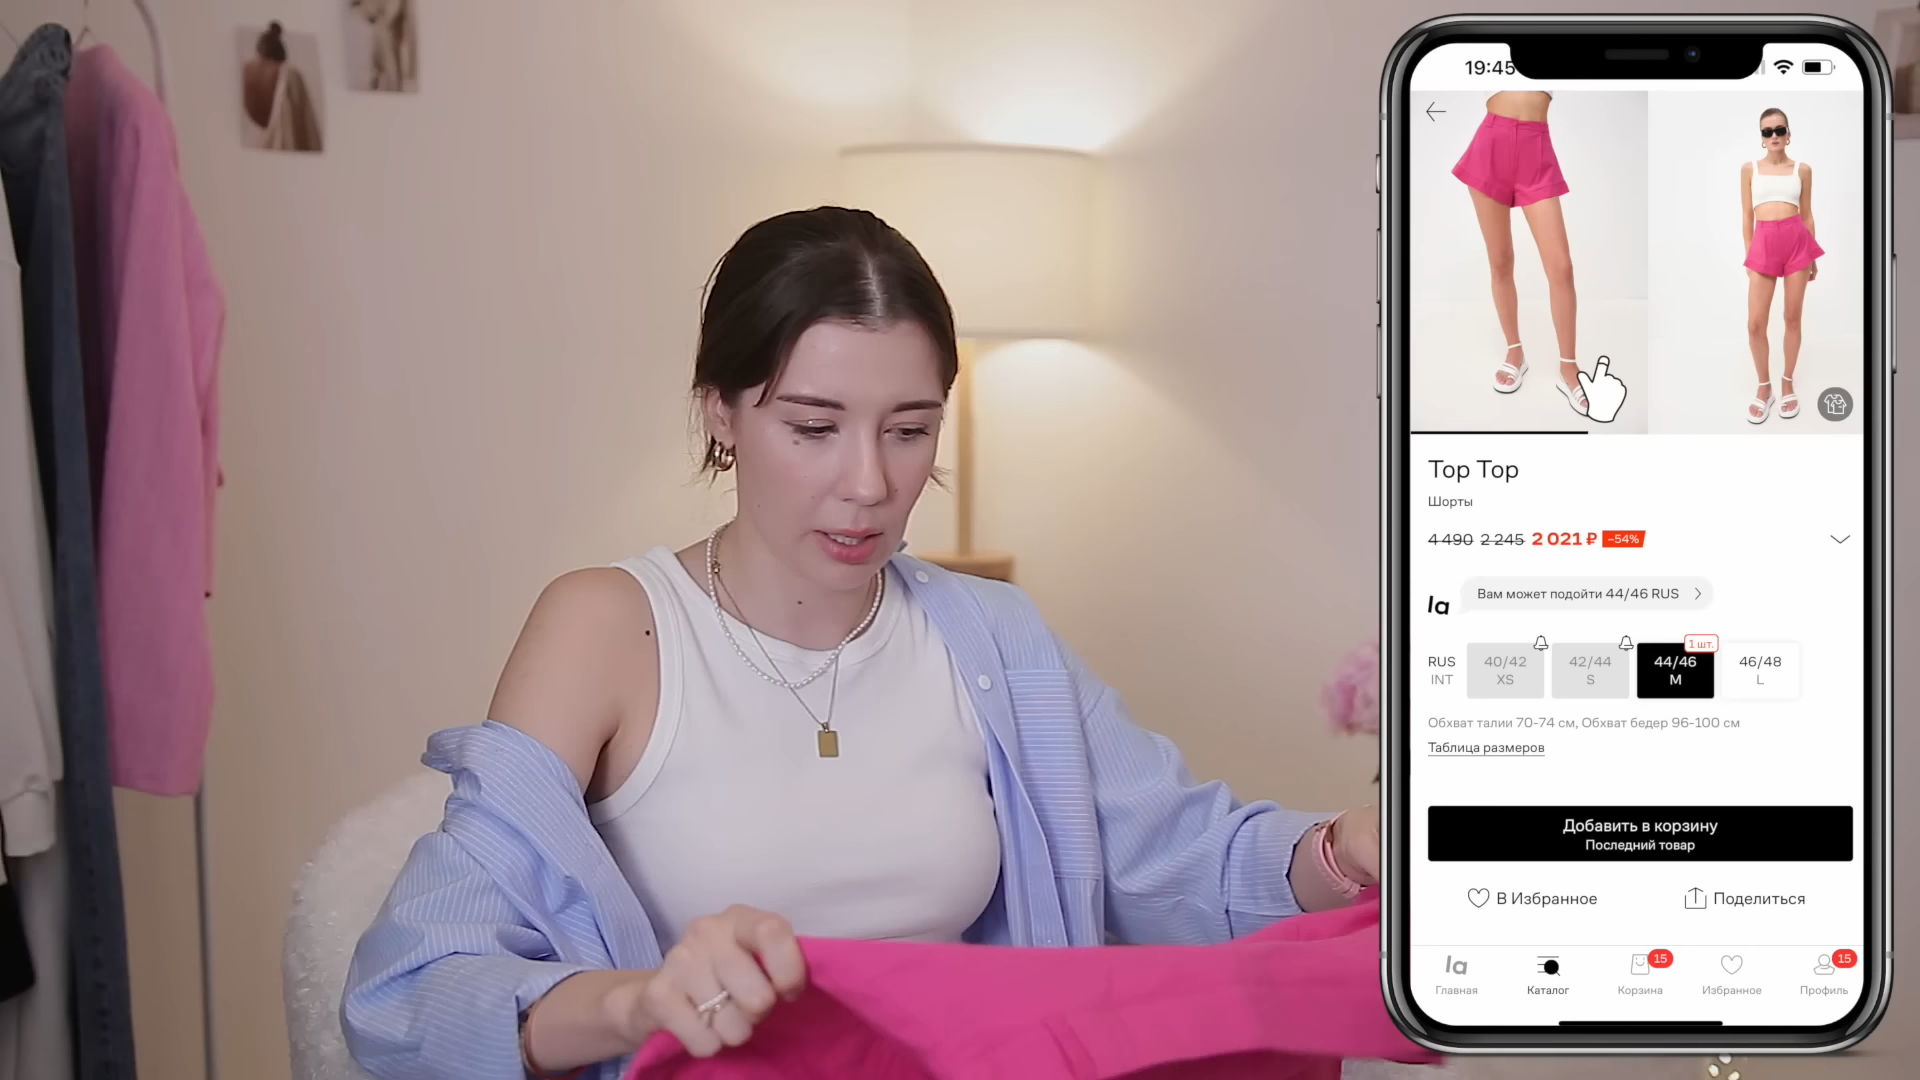 19:45
Top Top
Шорты
4 490 2 245 2 021 ₽ -54%
la
Вам может подойти 44/46 RUS
1 шт.
RUS 40/42 42/44 44/46 46/48
INT XS S M L
Обхват талии 70-74 см, Обхват бедер 96-100 см
Таблица размеров
Добавить в корзину
Последний товар
В Избранное Поделиться
la 15 15
Главная Каталог Корзина Избранное Профиль